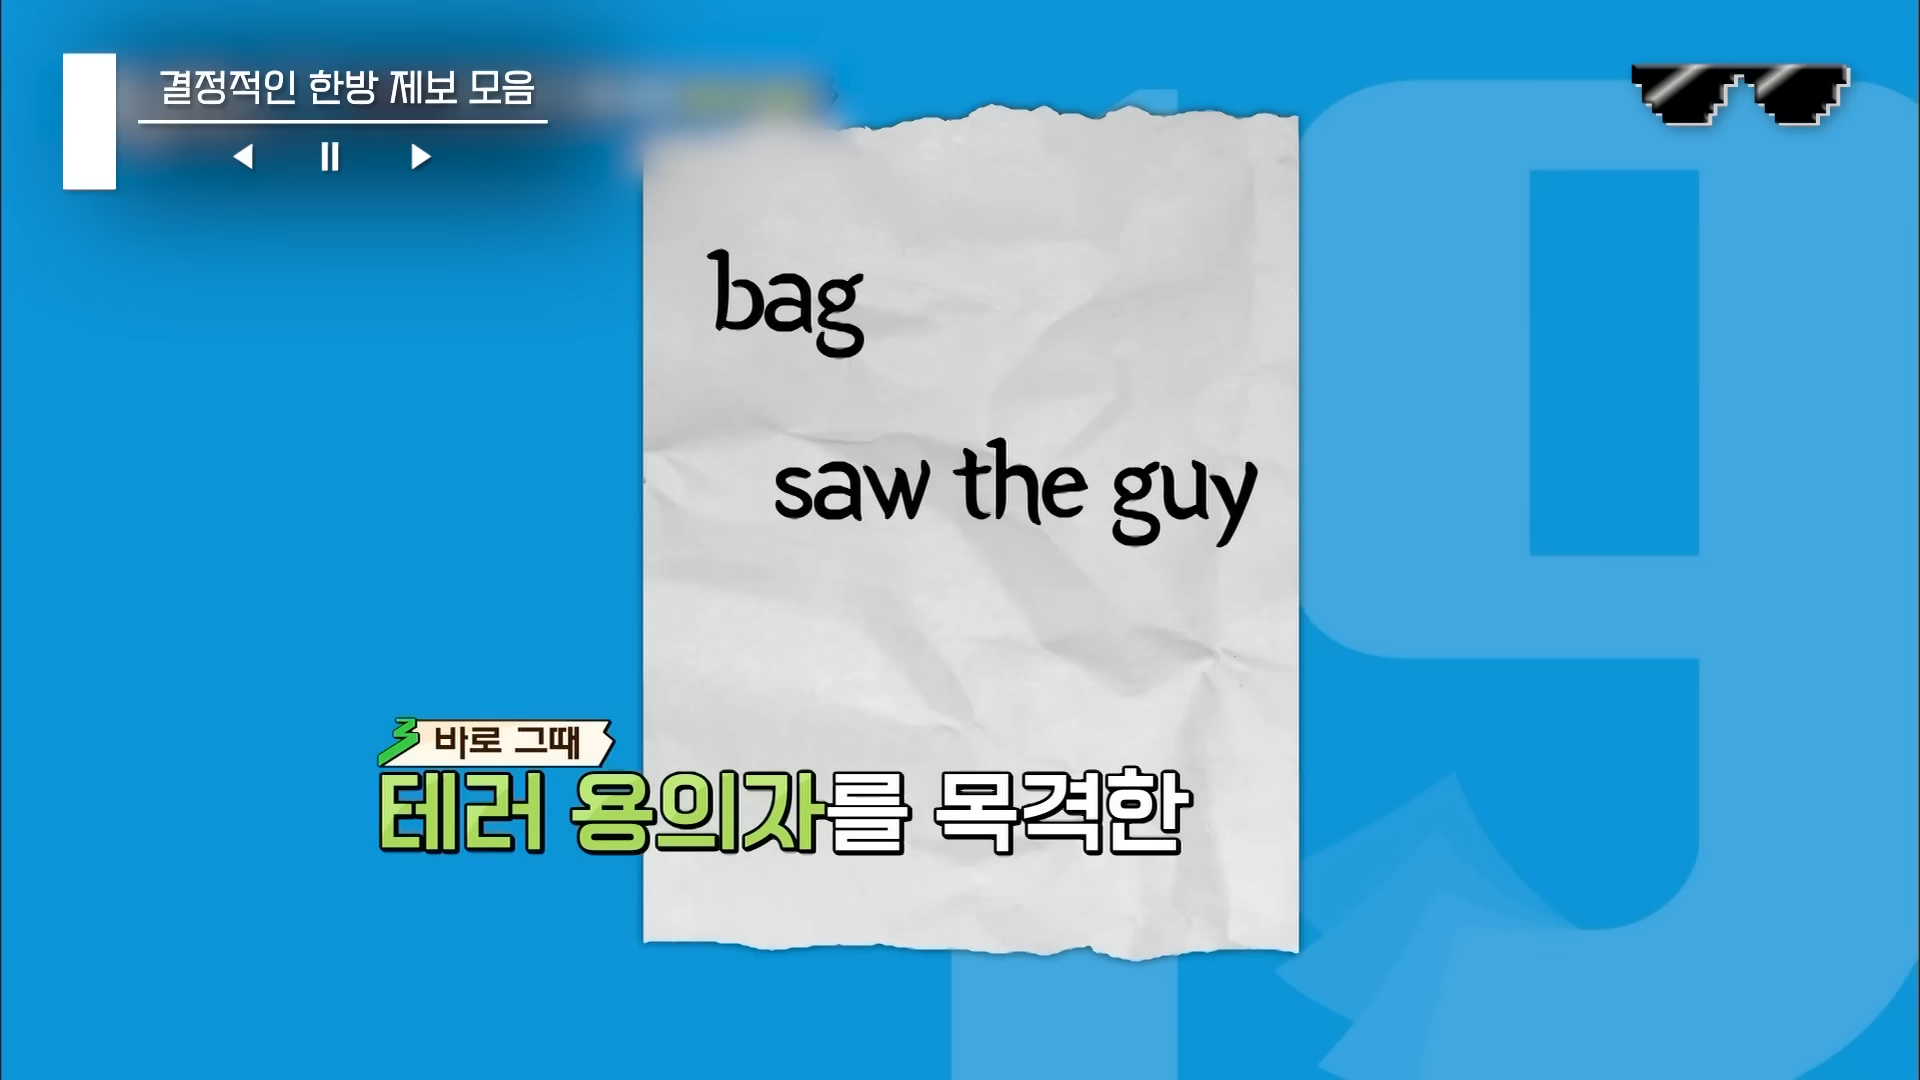 결정적인 한방 제보 모음
bag
saw the guy
바로 그때
테러 용의자를 목격한